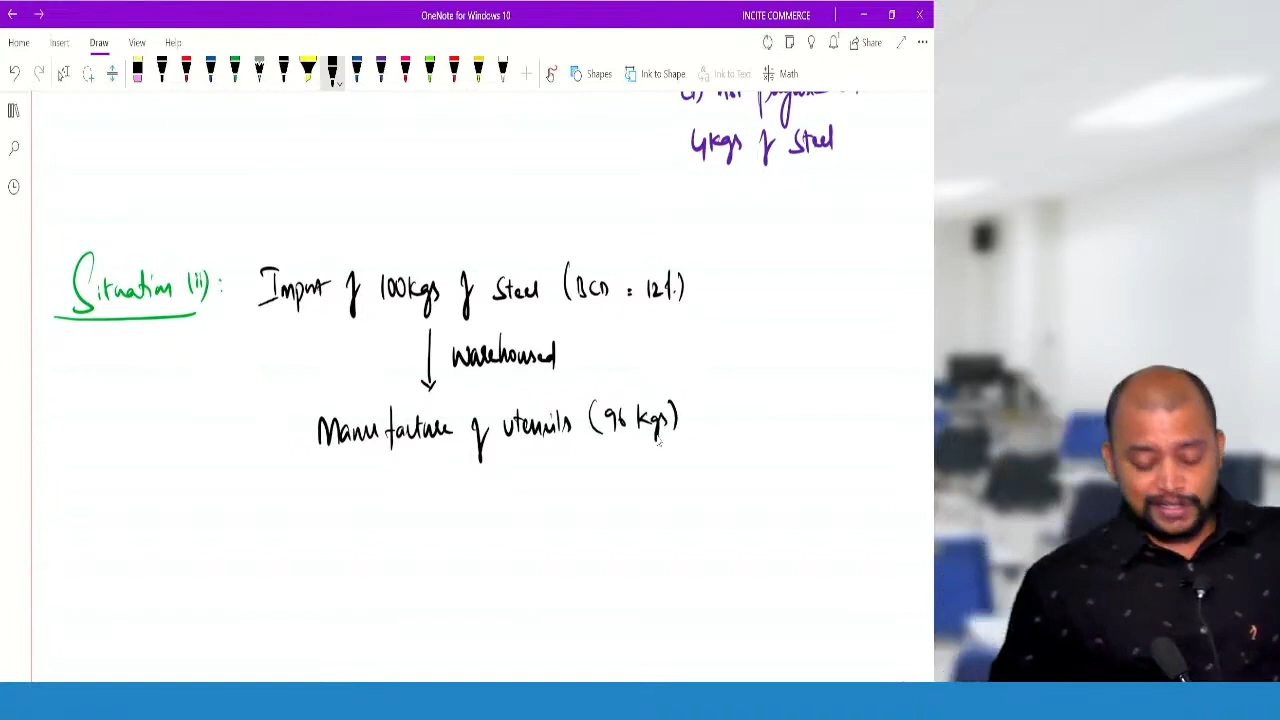 OneNote for Windows 10
INCITE COMMERCE
Home Insert Draw View Help
Share
Shapes Ink to Shape Ink to Text Math
not
4kgs of Steel
Situation (ii): Import of 100kgs of Steel (BCD = 12%)
warehoused
Manufacture of utensils (96 kgs)